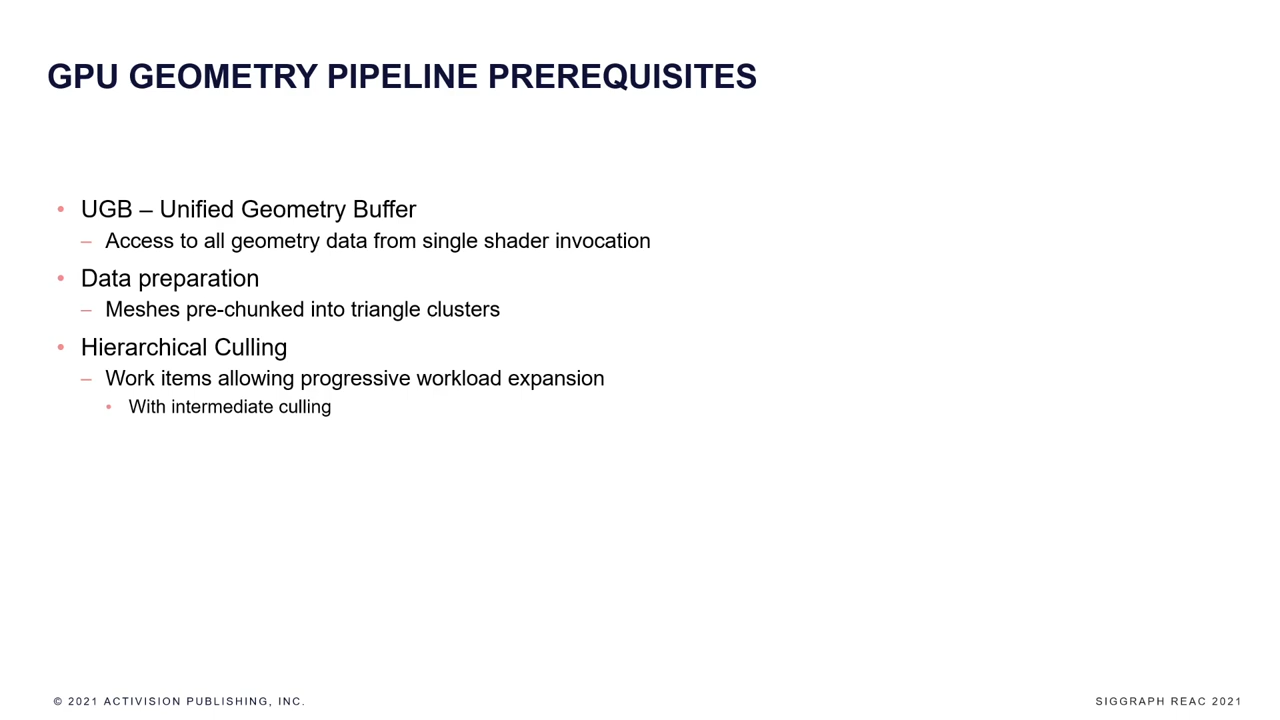 GPU GEOMETRY PIPELINE PREREQUISITES
• UGB – Unified Geometry Buffer
– Access to all geometry data from single shader invocation
• Data preparation
– Meshes pre-chunked into triangle clusters
• Hierarchical Culling
– Work items allowing progressive workload expansion
• With intermediate culling
© 2021 ACTIVISION PUBLISHING, INC.
SIGGRAPH REAC 2021